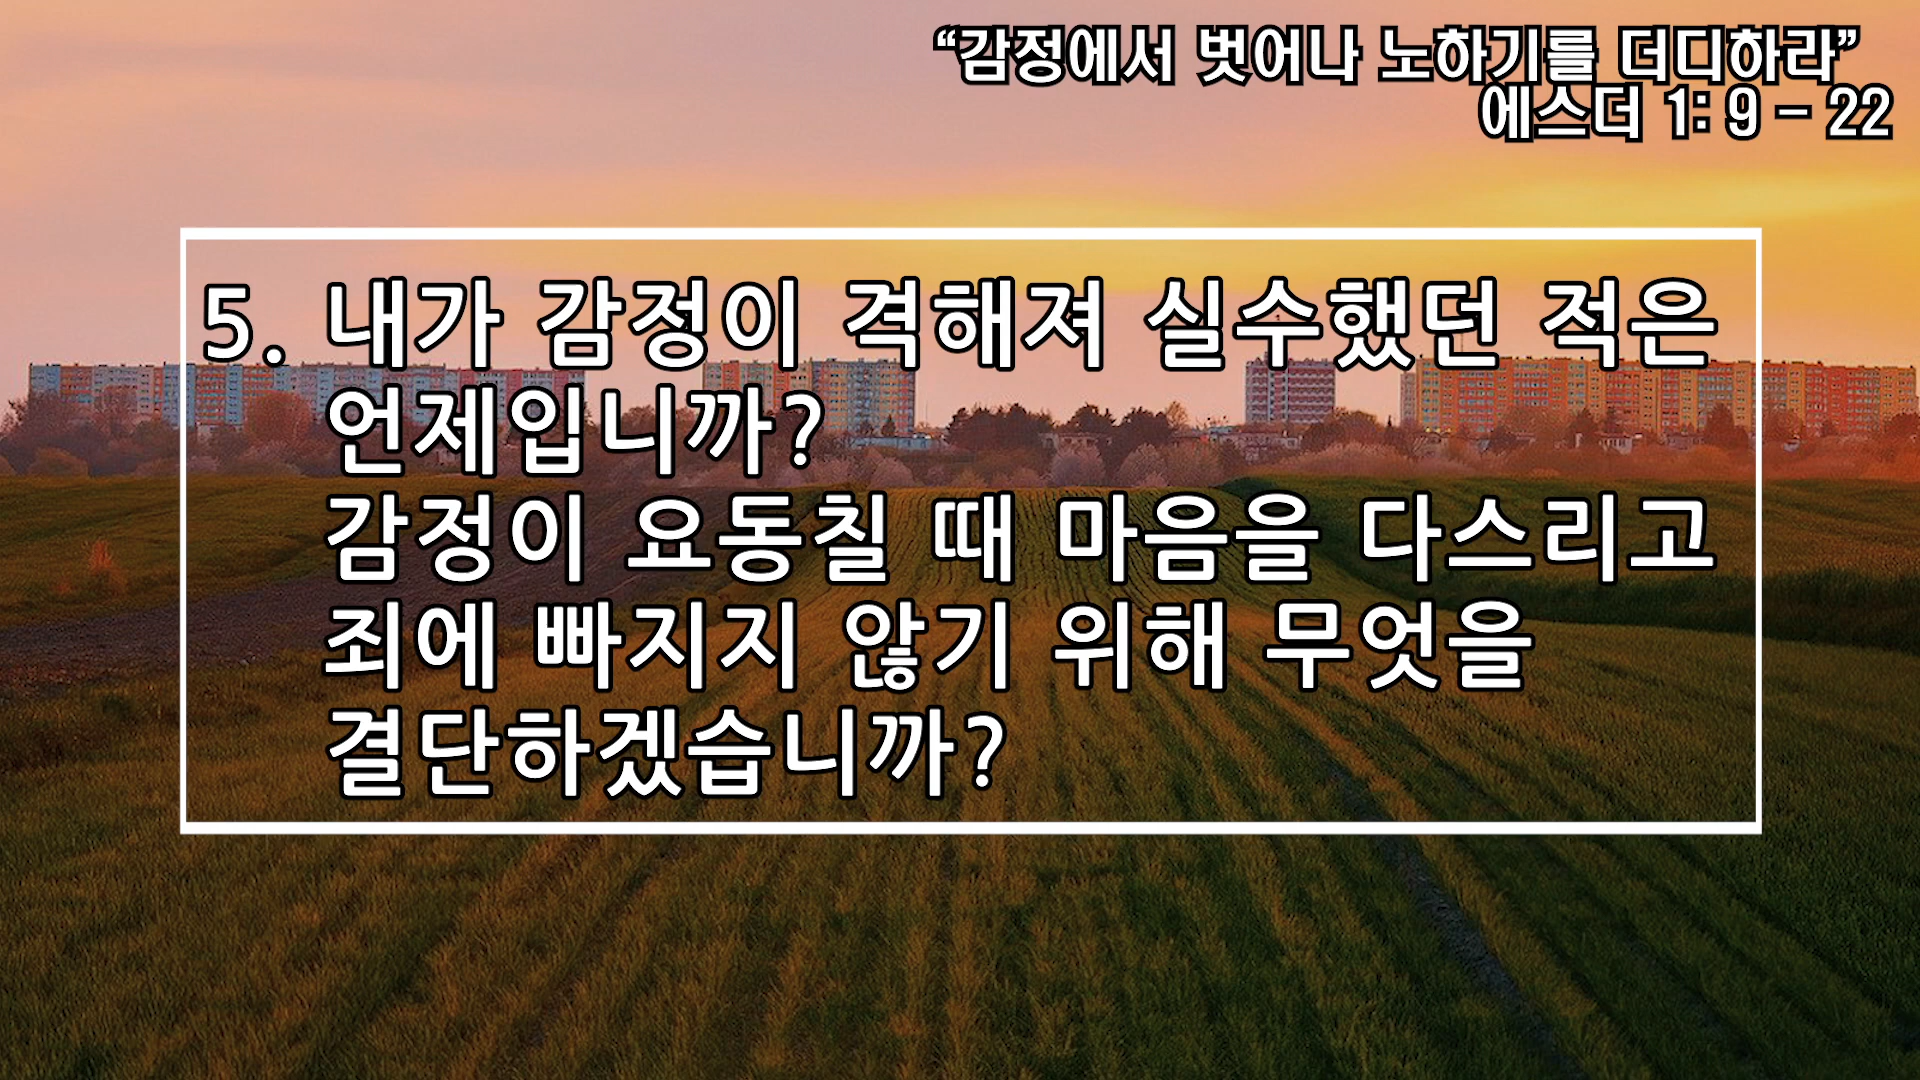 “감정에서 벗어나 노하기를 더디하라”
에스더 1: 9 - 22
5. 내가 감정이 격해져 실수했던 적은
언제입니까?
감정이 요동칠 때 마음을 다스리고
죄에 빠지지 않기 위해 무엇을
결단하겠습니까?